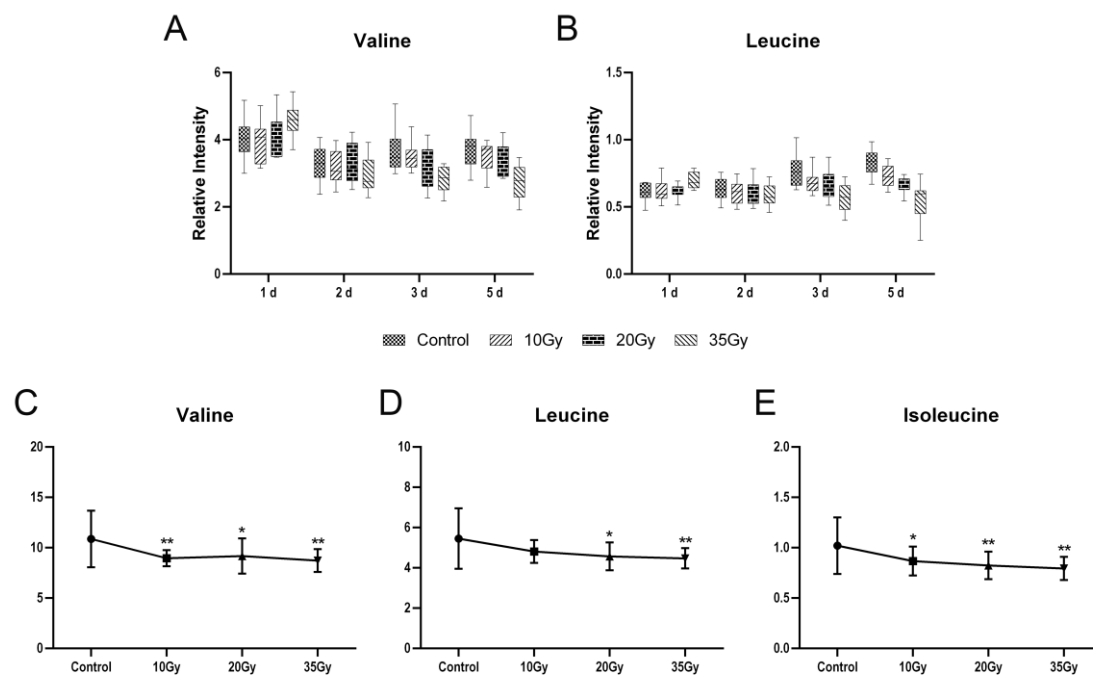 A
Valine
Relative Intensity
6
4
2
0
1 d 2 d 3 d 5 d
B
Leucine
Relative Intensity
1.5
1.0
0.5
0.0
1 d 2 d 3 d 5 d
Control 10Gy 20Gy 35Gy
C
Valine
20
15
10
5
0
** * **
Control 10Gy 20Gy 35Gy
D
Leucine
10
8
6
4
2
0
* **
Control 10Gy 20Gy 35Gy
E
Isoleucine
2.0
1.5
1.0
0.5
0.0
* ** **
Control 10Gy 20Gy 35Gy